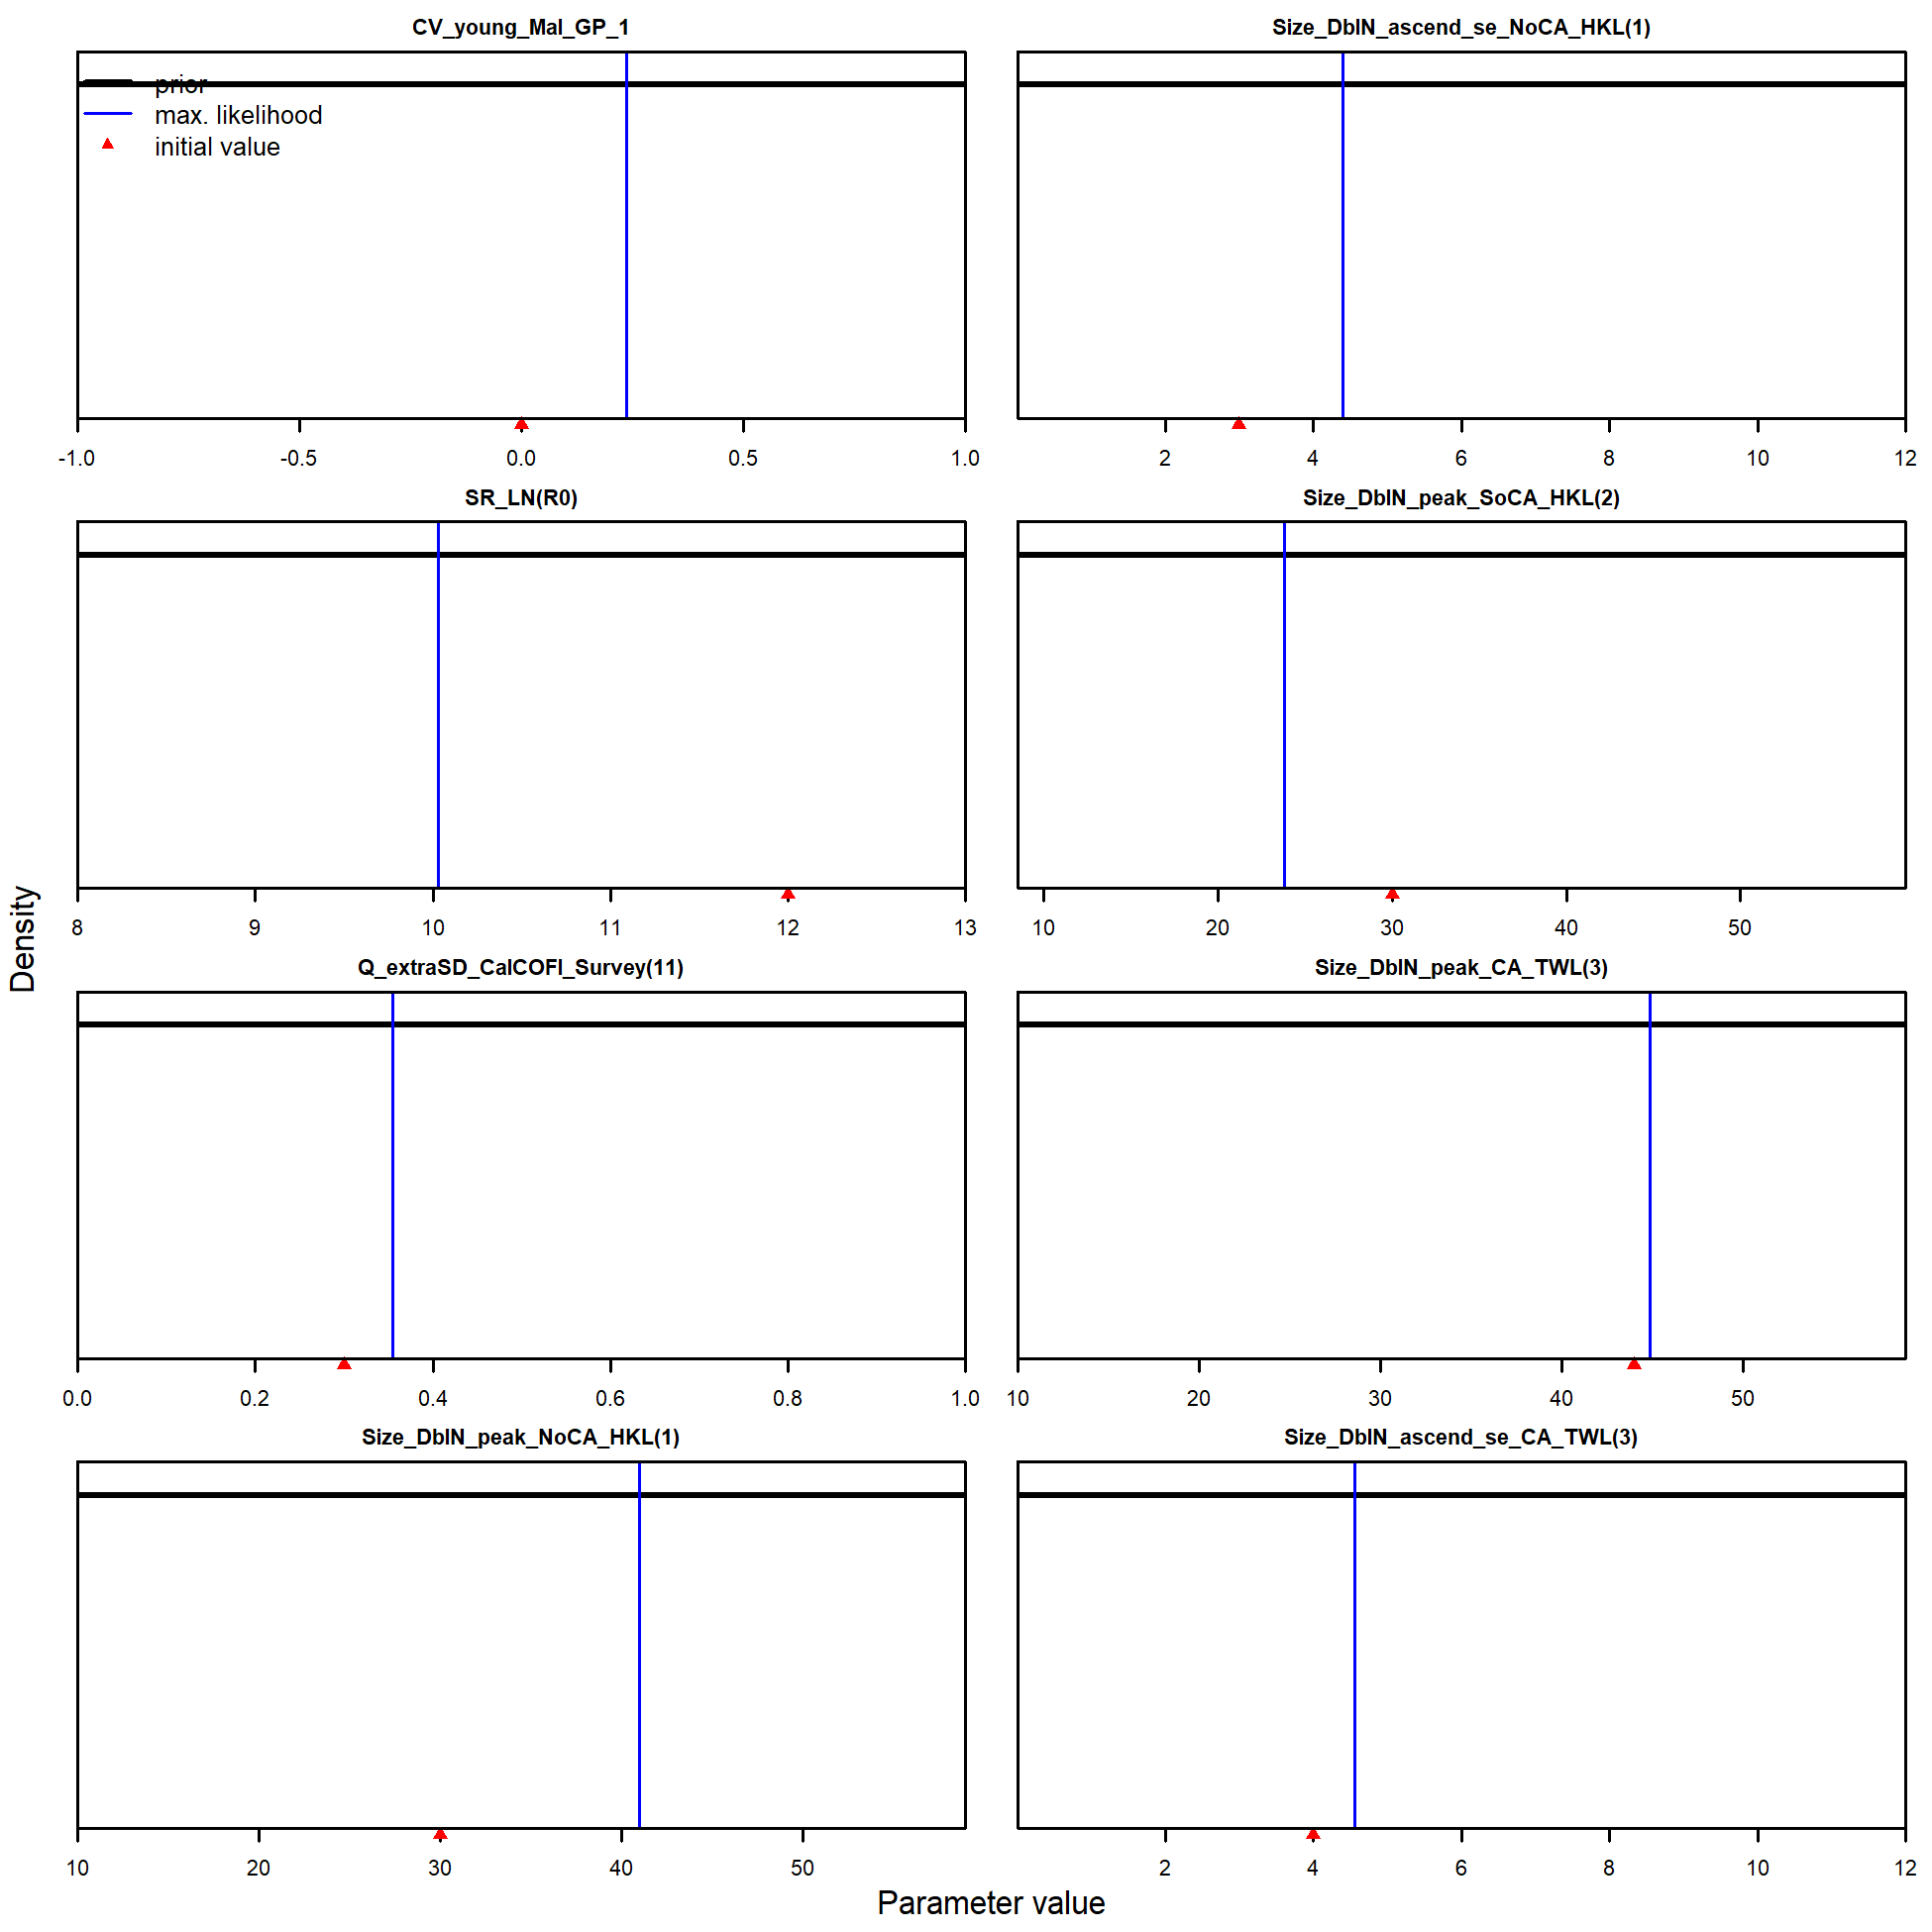 CV_young_Mal_GP_1
prior
max. likelihood
initial value
-1.0 -0.5 0.0 0.5 1.0
Size_DblN_ascend_se_NoCA_HKL(1)
2 4 6 8 10 12
SR_LN(R0)
8 9 10 11 12 13
Size_DblN_peak_SoCA_HKL(2)
10 20 30 40 50
Q_extraSD_CalCOFI_Survey(11)
0.0 0.2 0.4 0.6 0.8 1.0
Size_DblN_peak_CA_TWL(3)
10 20 30 40 50
Size_DblN_peak_NoCA_HKL(1)
10 20 30 40 50
Size_DblN_ascend_se_CA_TWL(3)
2 4 6 8 10 12
Density
Parameter value